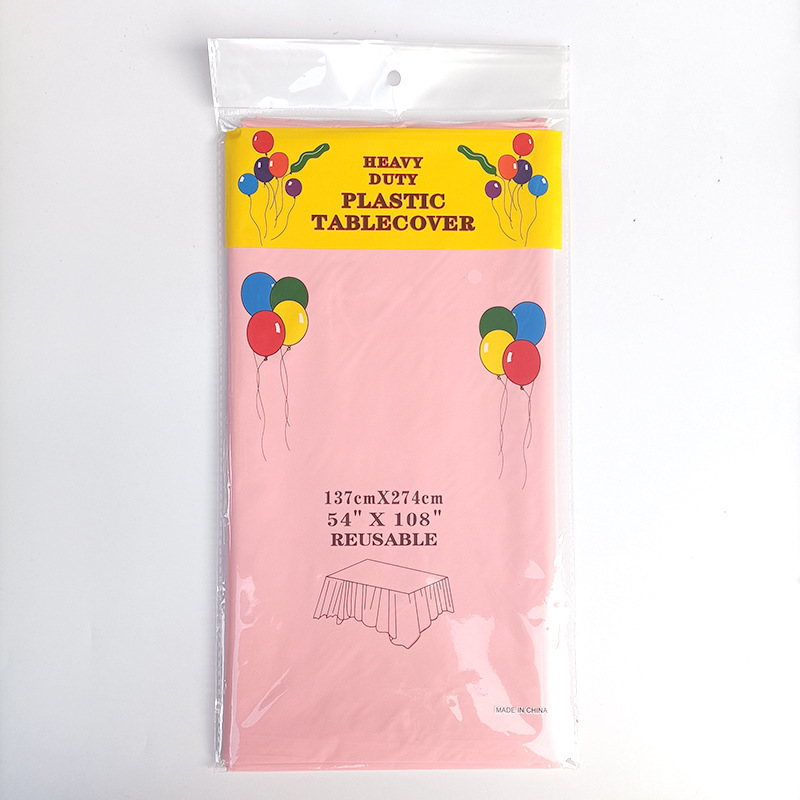 HEAVY
DUTY
PLASTIC
TABLECOVER
137cmX274cm
54" X 108"
REUSABLE
MADE IN CHINA